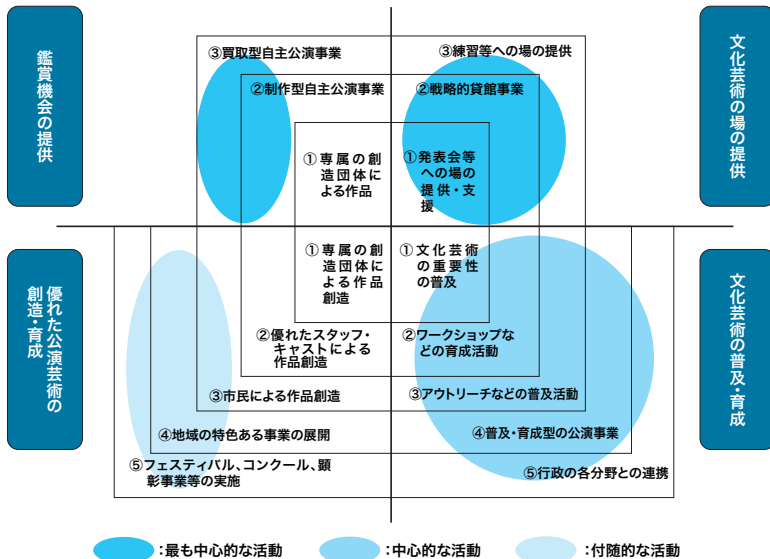 鑑賞機会の提供
文化芸術の場の提供
③買取型自主公演事業
③練習等への場の提供
②制作型自主公演事業
②戦略的貸館事業
①専属の創
造団体によ
る作品
①発表会等
への場の
提供・支
援
優れた公演芸術の
創造・育成
文化芸術の普及・育成
①専属の創
造団体によ
る作品
創造
①文化芸術
の重要性
の普及
②優れたスタッフ・
キャストによる
作品創造
②ワークショップな
どの育成活動
③市民による作品創造
③アウトリーチなどの普及活動
④地域の特色ある事業の展開
④普及・育成型の公演事業
⑤フェスティバル、コンクール、顕
彰事業等の実施
⑤行政の各分野との連携
:最も中心的な活動
:中心的な活動
:付随的な活動